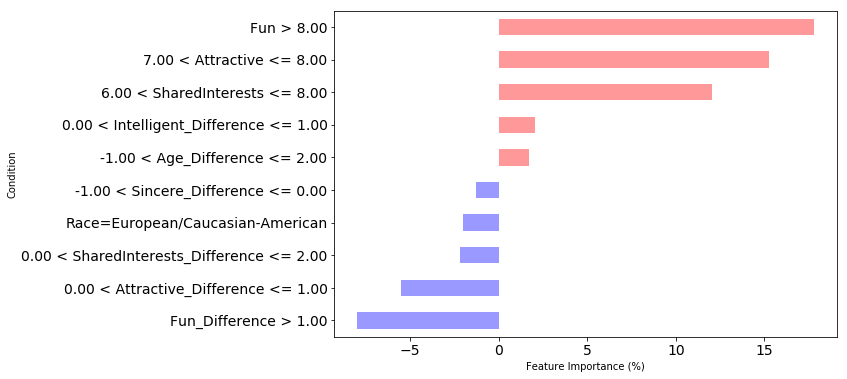 Fun > 8.00
7.00 < Attractive <= 8.00
6.00 < SharedInterests <= 8.00
0.00 < Intelligent_Difference <= 1.00
-1.00 < Age_Difference <= 2.00
-1.00 < Sincere_Difference <= 0.00
Race=European/Caucasian-American
0.00 < SharedInterests_Difference <= 2.00
0.00 < Attractive_Difference <= 1.00
Fun_Difference > 1.00
Condition
−5 0 5 10 15
Feature Importance (%)